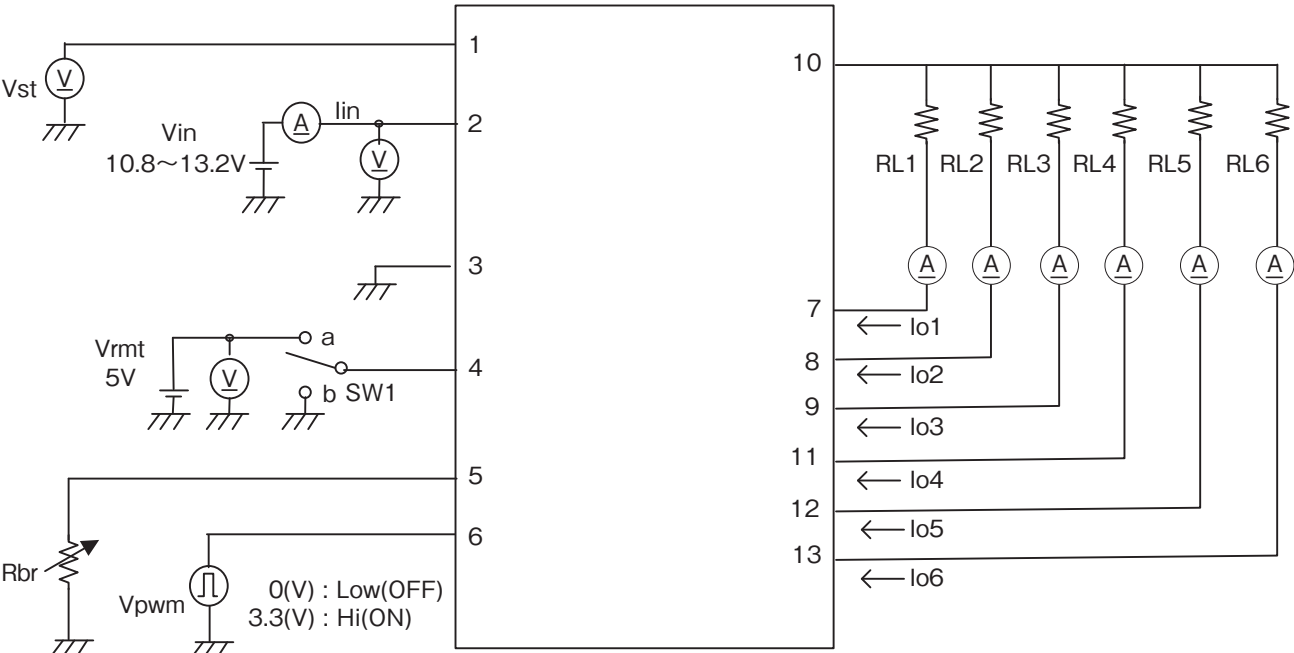 1
10
Vst
V
Iin
A
2
Vin
10.8～13.2V
V
RL1
RL2
RL3
RL4
RL5
RL6
3
A
A
A
A
A
A
7
Io1
Vrmt
5V
V
a
b SW1
4
8
Io2
9
Io3
11
Io4
5
12
Io5
6
13
Io6
Rbr
Vpwm
0(V) : Low(OFF)
3.3(V) : Hi(ON)